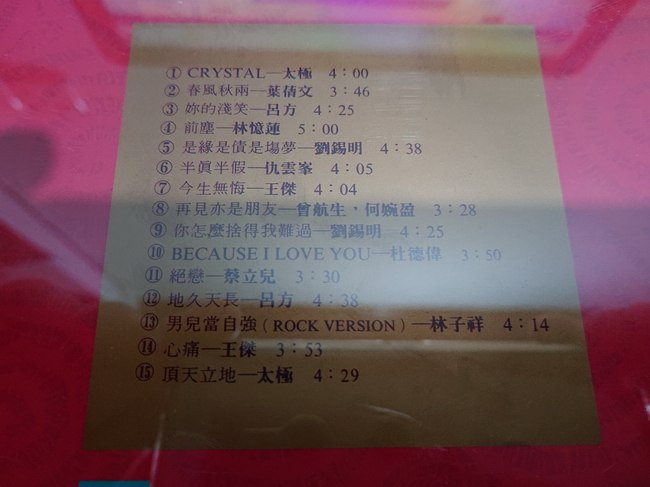 ① CRYSTAL—太極 4：00
② 春風秋雨—葉蒨文 3：46
③ 妳的淺笑—呂方 4：25
④ 前塵—林憶蓮 5：00
⑤ 是緣是債是塲夢—劉錫明 4：38
⑥ 半眞半假—仇雲峯 4：05
⑦ 今生無悔—王傑 4：04
⑧ 再見亦是朋友—曾航生，何婉盈 3：28
⑨ 你怎麼捨得我難過—劉錫明 4：25
⑩ BECAUSE I LOVE YOU—杜德偉 3：50
⑪ 絕戀—蔡立兒 3：30
⑫ 地久天長—呂方 4：38
⑬ 男兒當自強（ROCK VERSION）—林子祥 4：14
⑭ 心痛—王傑 3：53
⑮ 頂天立地—太極 4：29